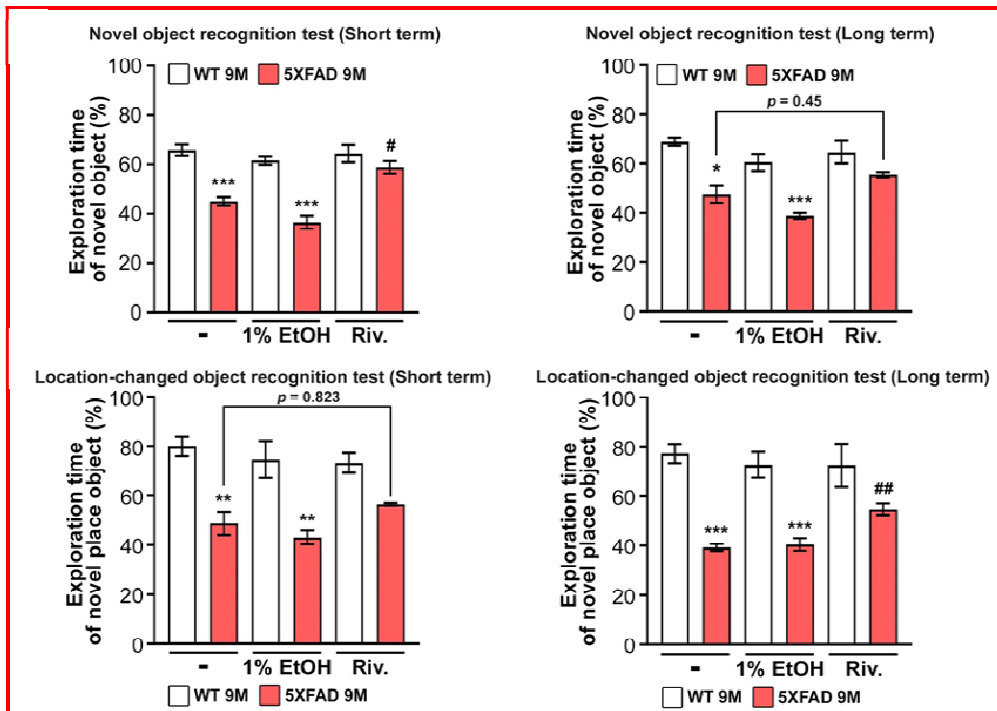 Novel object recognition test (Short term)
Exploration time
of novel object (%)
100
80
60
40
20
0
WT 9M
5XFAD 9M
***
***
#
-
1% EtOH
Riv.
Novel object recognition test (Long term)
Exploration time
of novel object (%)
100
80
60
40
20
0
WT 9M
5XFAD 9M
p = 0.45
*
***
-
1% EtOH
Riv.
Location-changed object recognition test (Short term)
Exploration time
of novel place object (%)
100
80
60
40
20
0
p = 0.823
**
**
-
1% EtOH
Riv.
WT 9M
5XFAD 9M
Location-changed object recognition test (Long term)
Exploration time
of novel place object (%)
100
80
60
40
20
0
***
***
##
-
1% EtOH
Riv.
WT 9M
5XFAD 9M